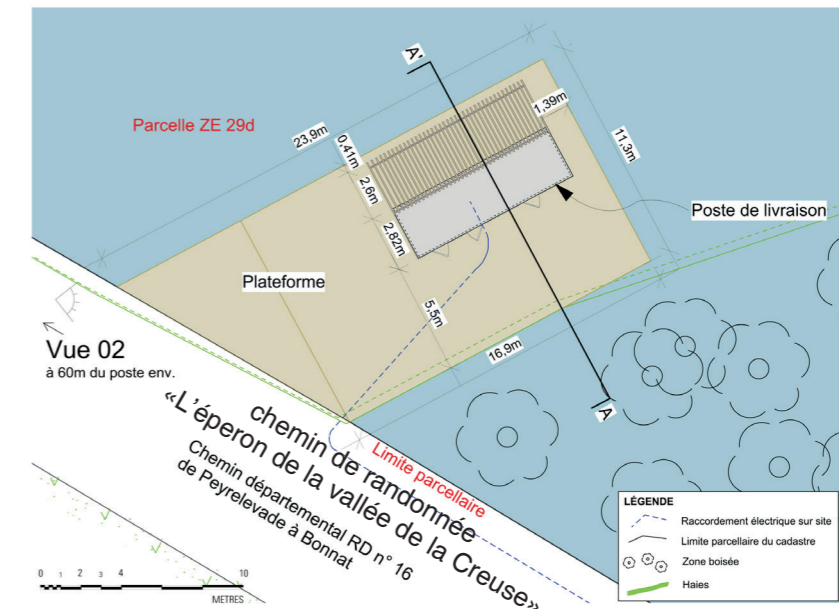 A'
Parcelle ZE 29d
23,9m
0,41m
1,39m
11,3m
2,6m
2,82m
Poste de livraison
Plateforme
5,5m
Vue 02
à 60m du poste env.
16,9m
A
chemin de randonnée
«L'éperon de la vallée de la Creuse»
Chemin départemental RD n° 16
de Peyrelevade à Bonnat
Limite parcellaire
LÉGENDE
Raccordement électrique sur site
Limite parcellaire du cadastre
Zone boisée
Haies
0 1 2 3 4 10
METRES